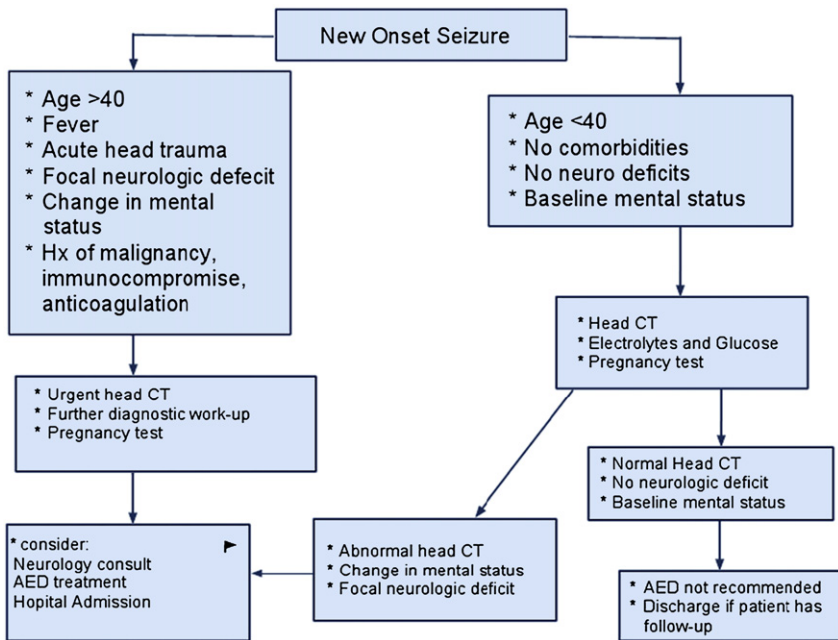 New Onset Seizure
* Age >40
* Fever
* Acute head trauma
* Focal neurologic defecit
* Change in mental
status
* Hx of malignancy,
immunocompromise,
anticoagulation
* Age <40
* No comorbidities
* No neuro deficits
* Baseline mental status
* Head CT
* Electrolytes and Glucose
* Pregnancy test
* Urgent head CT
* Further diagnostic work-up
* Pregnancy test
* Normal Head CT
* No neurologic deficit
* Baseline mental status
* consider:
Neurology consult
AED treatment
Hopital Admission
* Abnormal head CT
* Change in mental status
* Focal neurologic deficit
* AED not recommended
* Discharge if patient has
follow-up